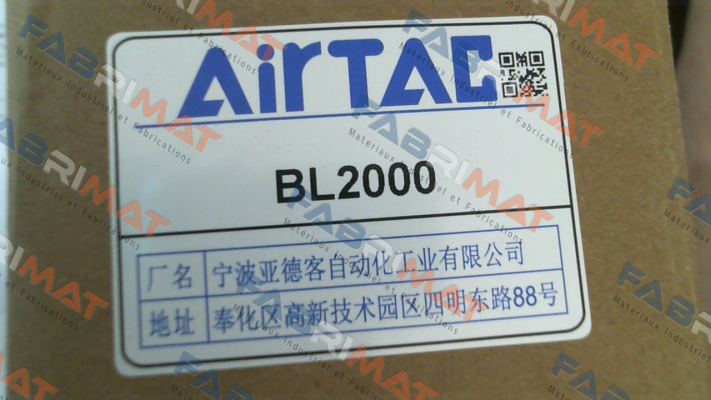 AirTAC
BL2000
厂名 宁波亚德客自动化工业有限公司
地址 奉化区高新技术园区四明东路88号
FABRIMAT
Materiaux Industriel et Fabrications